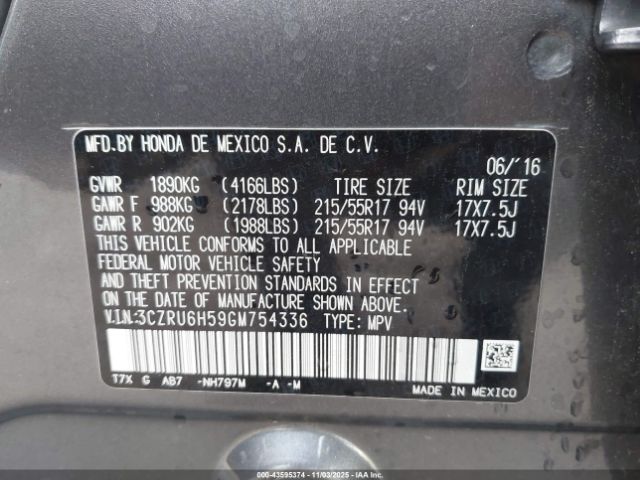 MFD.BY HONDA DE MEXICO S.A. DE C.V.
06/'16
GVWR 1890KG (4166LBS) TIRE SIZE RIM SIZE
GAWR F 988KG (2178LBS) 215/55R17 94V 17X7.5J
GAWR R 902KG (1988LBS) 215/55R17 94V 17X7.5J
THIS VEHICLE CONFORMS TO ALL APPLICABLE
FEDERAL MOTOR VEHICLE SAFETY
AND THEFT PREVENTION STANDARDS IN EFFECT
ON THE DATE OF MANUFACTURE SHOWN ABOVE.
V.I.N.:3CZRU6H59GM754336 TYPE: MPV
T7X G AB7 -NH797M -A -M
MADE IN MEXICO
000-43595374 - 11/03/2025 - COPART IAA